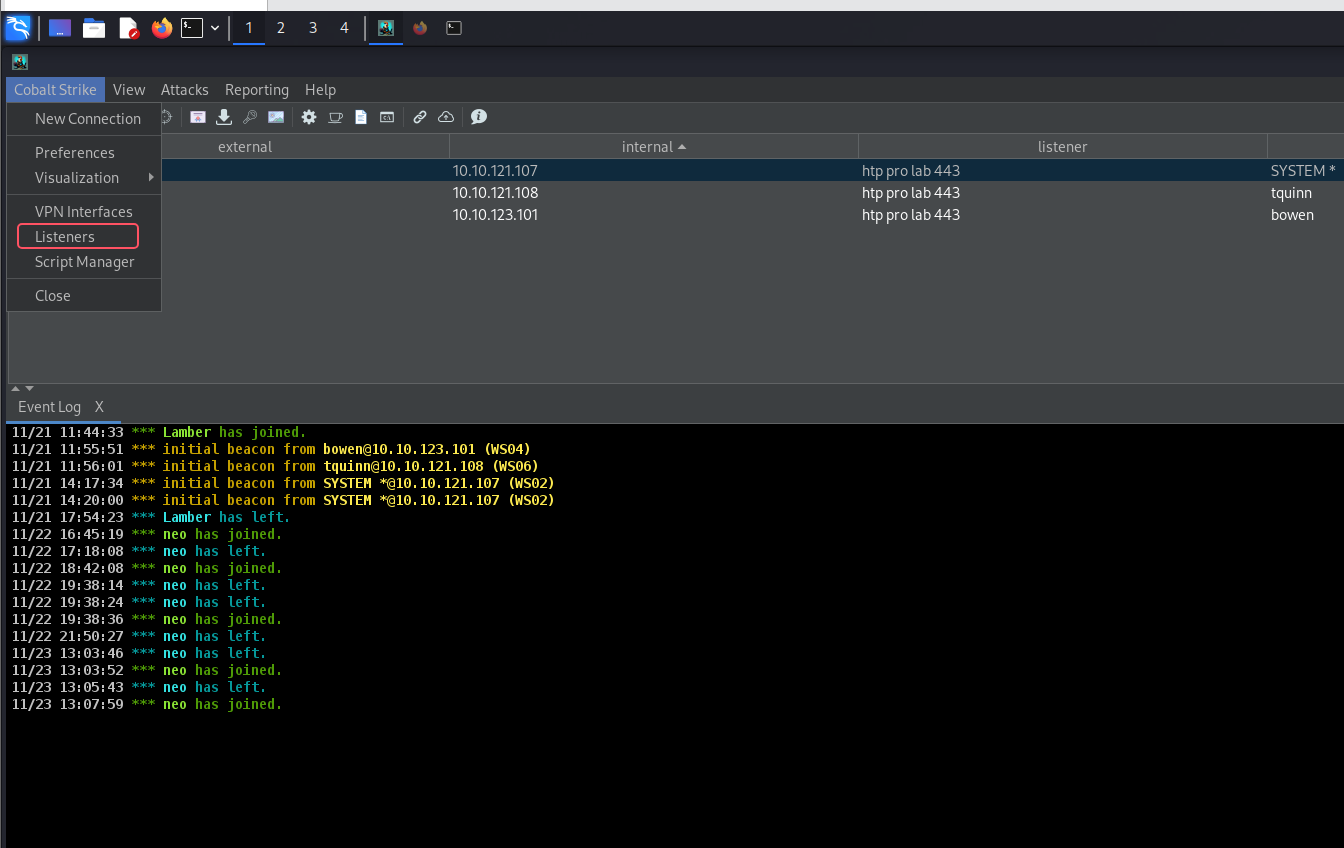 1 2 3 4
Cobalt Strike View Attacks Reporting Help
New Connection
Preferences
Visualization
VPN Interfaces
Listeners
Script Manager
Close
external internal listener
10.10.121.107 htp pro lab 443 SYSTEM *
10.10.121.108 htp pro lab 443 tquinn
10.10.123.101 htp pro lab 443 bowen
Event Log X
11/21 11:44:33 *** Lamber has joined.
11/21 11:55:51 *** initial beacon from bowen@10.10.123.101 (WS04)
11/21 11:56:01 *** initial beacon from tquinn@10.10.121.108 (WS06)
11/21 14:17:34 *** initial beacon from SYSTEM *@10.10.121.107 (WS02)
11/21 14:20:00 *** initial beacon from SYSTEM *@10.10.121.107 (WS02)
11/21 17:54:23 *** Lamber has left.
11/22 16:45:19 *** neo has joined.
11/22 17:18:08 *** neo has left.
11/22 18:42:08 *** neo has joined.
11/22 19:38:14 *** neo has left.
11/22 19:38:24 *** neo has left.
11/22 19:38:36 *** neo has joined.
11/22 21:50:27 *** neo has left.
11/23 13:03:46 *** neo has left.
11/23 13:03:52 *** neo has joined.
11/23 13:05:43 *** neo has left.
11/23 13:07:59 *** neo has joined.